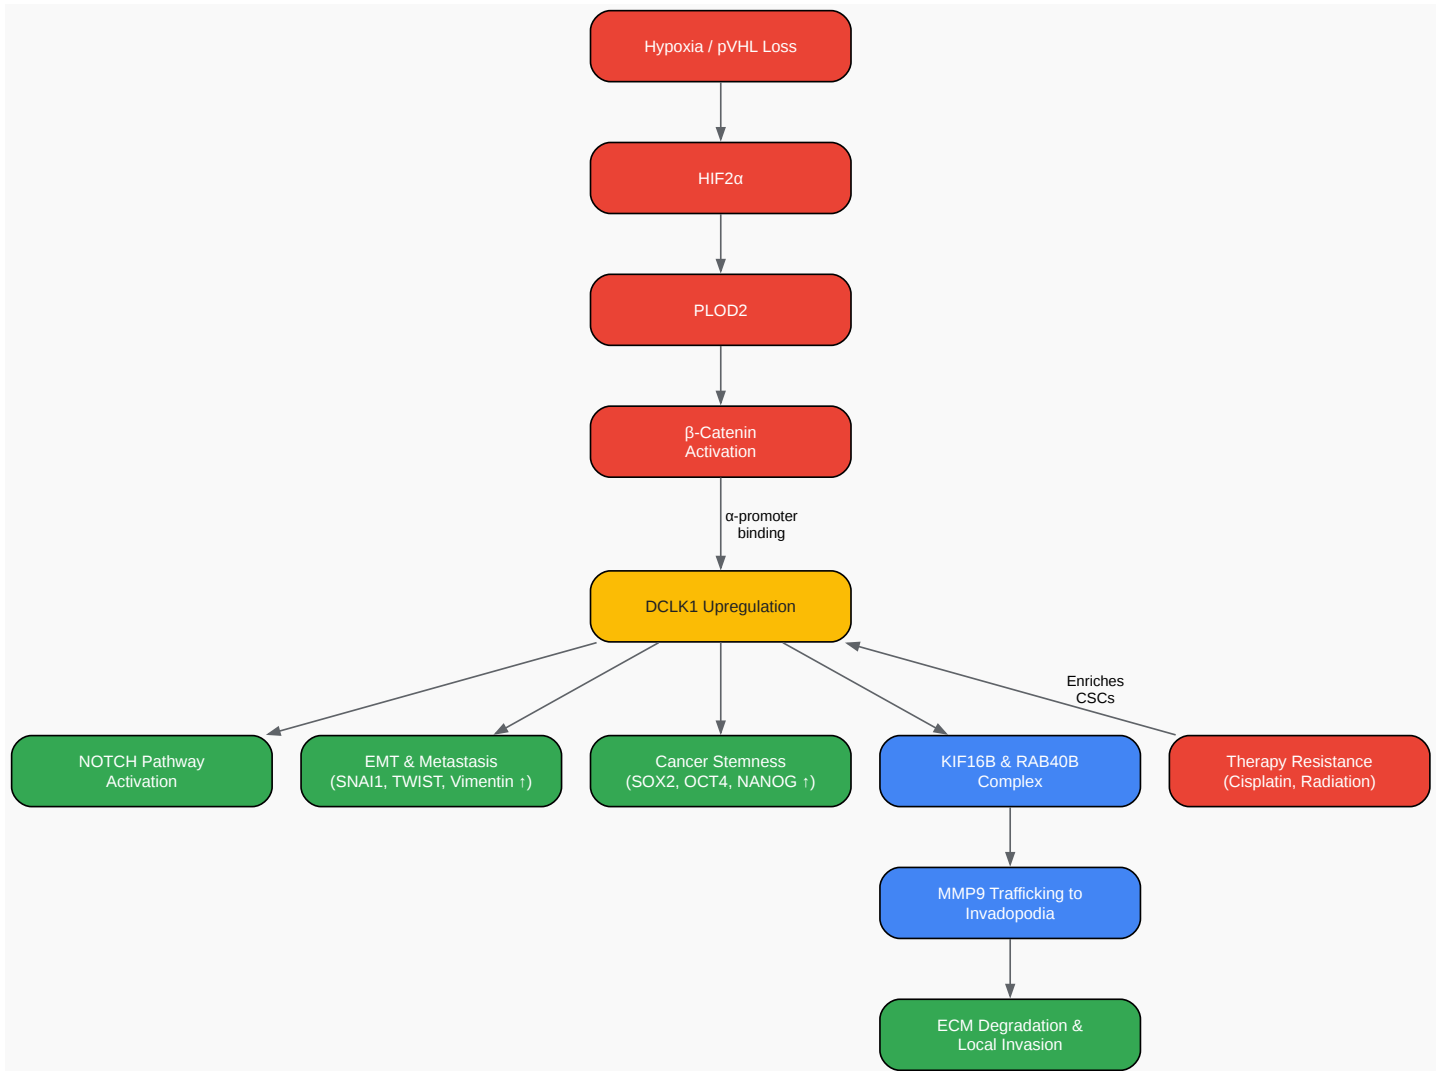 Hypoxia / pVHL Loss
HIF2α
PLOD2
β-Catenin
Activation
α-promoter
binding
DCLK1 Upregulation
Enriches
CSCs
NOTCH Pathway
Activation
EMT & Metastasis
(SNAI1, TWIST, Vimentin ↑)
Cancer Stemness
(SOX2, OCT4, NANOG ↑)
KIF16B & RAB40B
Complex
Therapy Resistance
(Cisplatin, Radiation)
MMP9 Trafficking to
Invadopodia
ECM Degradation &
Local Invasion